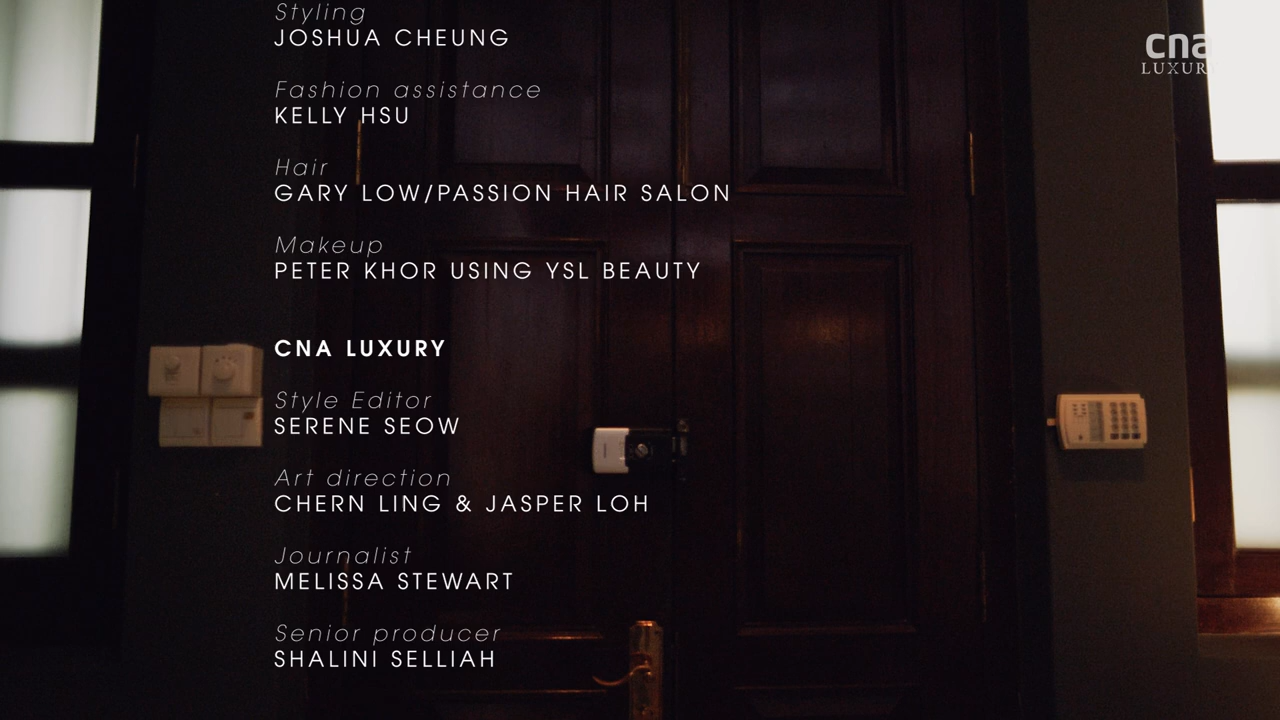 Styling
JOSHUA CHEUNG
Fashion assistance
KELLY HSU
Hair
GARY LOW/PASSION HAIR SALON
Makeup
PETER KHOR USING YSL BEAUTY
CNA LUXURY
Style Editor
SERENE SEOW
Art direction
CHERN LING & JASPER LOH
Journalist
MELISSA STEWART
Senior producer
SHALINI SELLIAH
cna
LUXURY